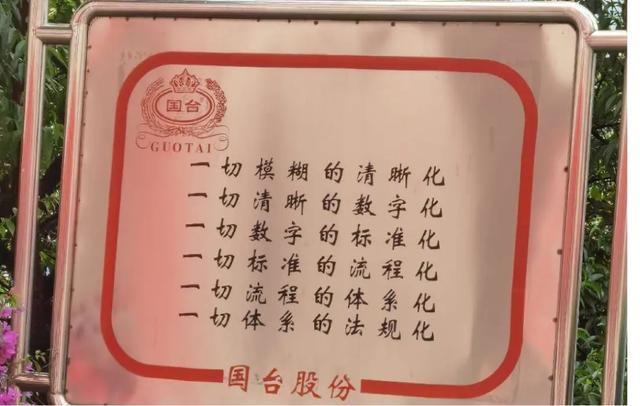 国台
GUOTAI
一切模糊的清晰化
一切清晰的数字化
一切数字的标准化
一切标准的流程化
一切流程的体系化
一切体系的法规化
国台股份